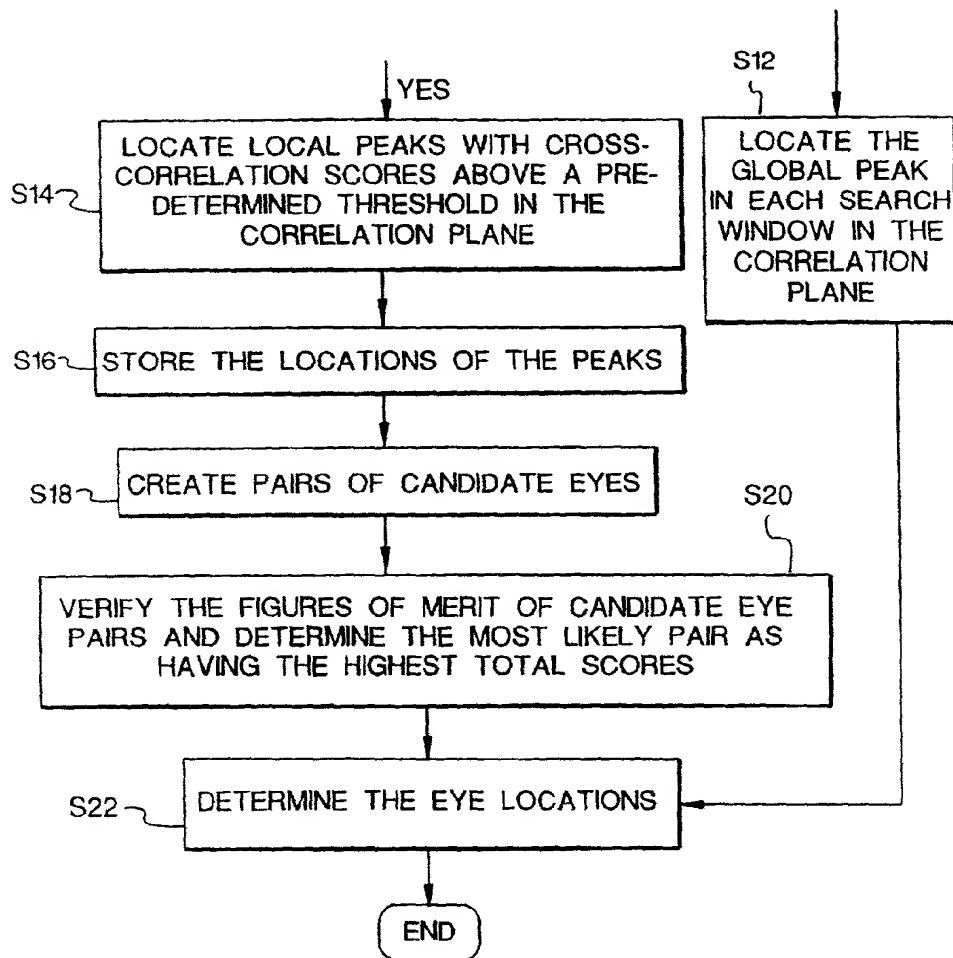 YES
S14
LOCATE LOCAL PEAKS WITH CROSS-
CORRELATION SCORES ABOVE A PRE-
DETERMINED THRESHOLD IN THE
CORRELATION PLANE
S12
LOCATE THE
GLOBAL PEAK
IN EACH SEARCH
WINDOW IN THE
CORRELATION
PLANE
S16
STORE THE LOCATIONS OF THE PEAKS
S18
CREATE PAIRS OF CANDIDATE EYES
S20
VERIFY THE FIGURES OF MERIT OF CANDIDATE EYE
PAIRS AND DETERMINE THE MOST LIKELY PAIR AS
HAVING THE HIGHEST TOTAL SCORES
S22
DETERMINE THE EYE LOCATIONS
END